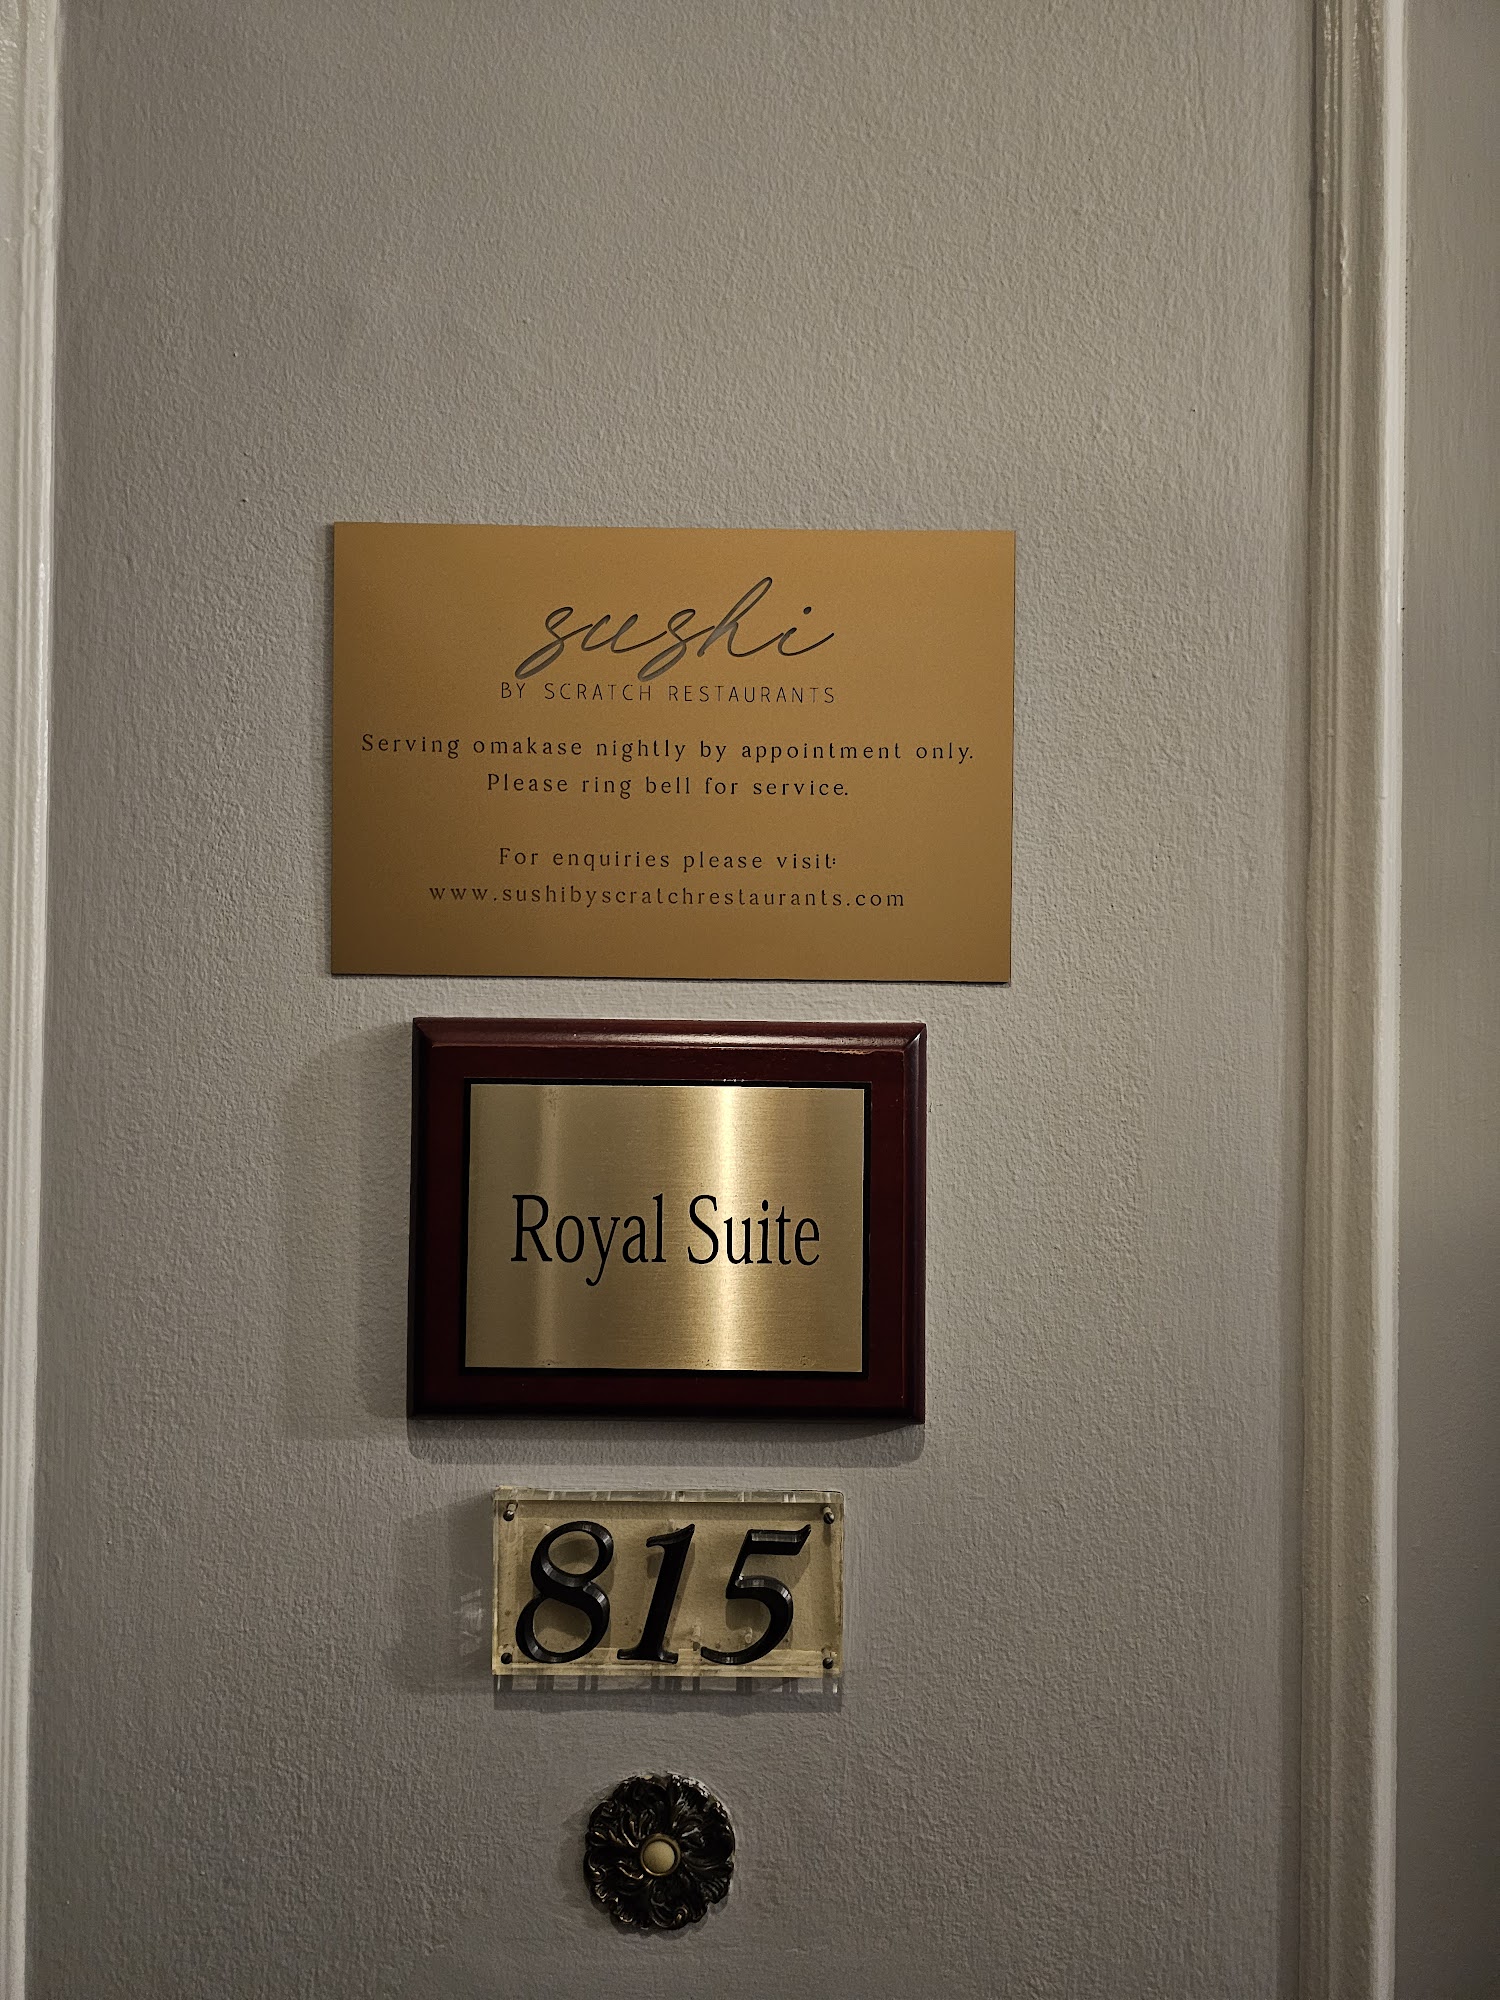 sushi
BY SCRATCH RESTAURANTS
Serving omakase nightly by appointment only.
Please ring bell for service.
For enquiries please visit:
www.sushibyscratchrestaurants.com
Royal Suite
815